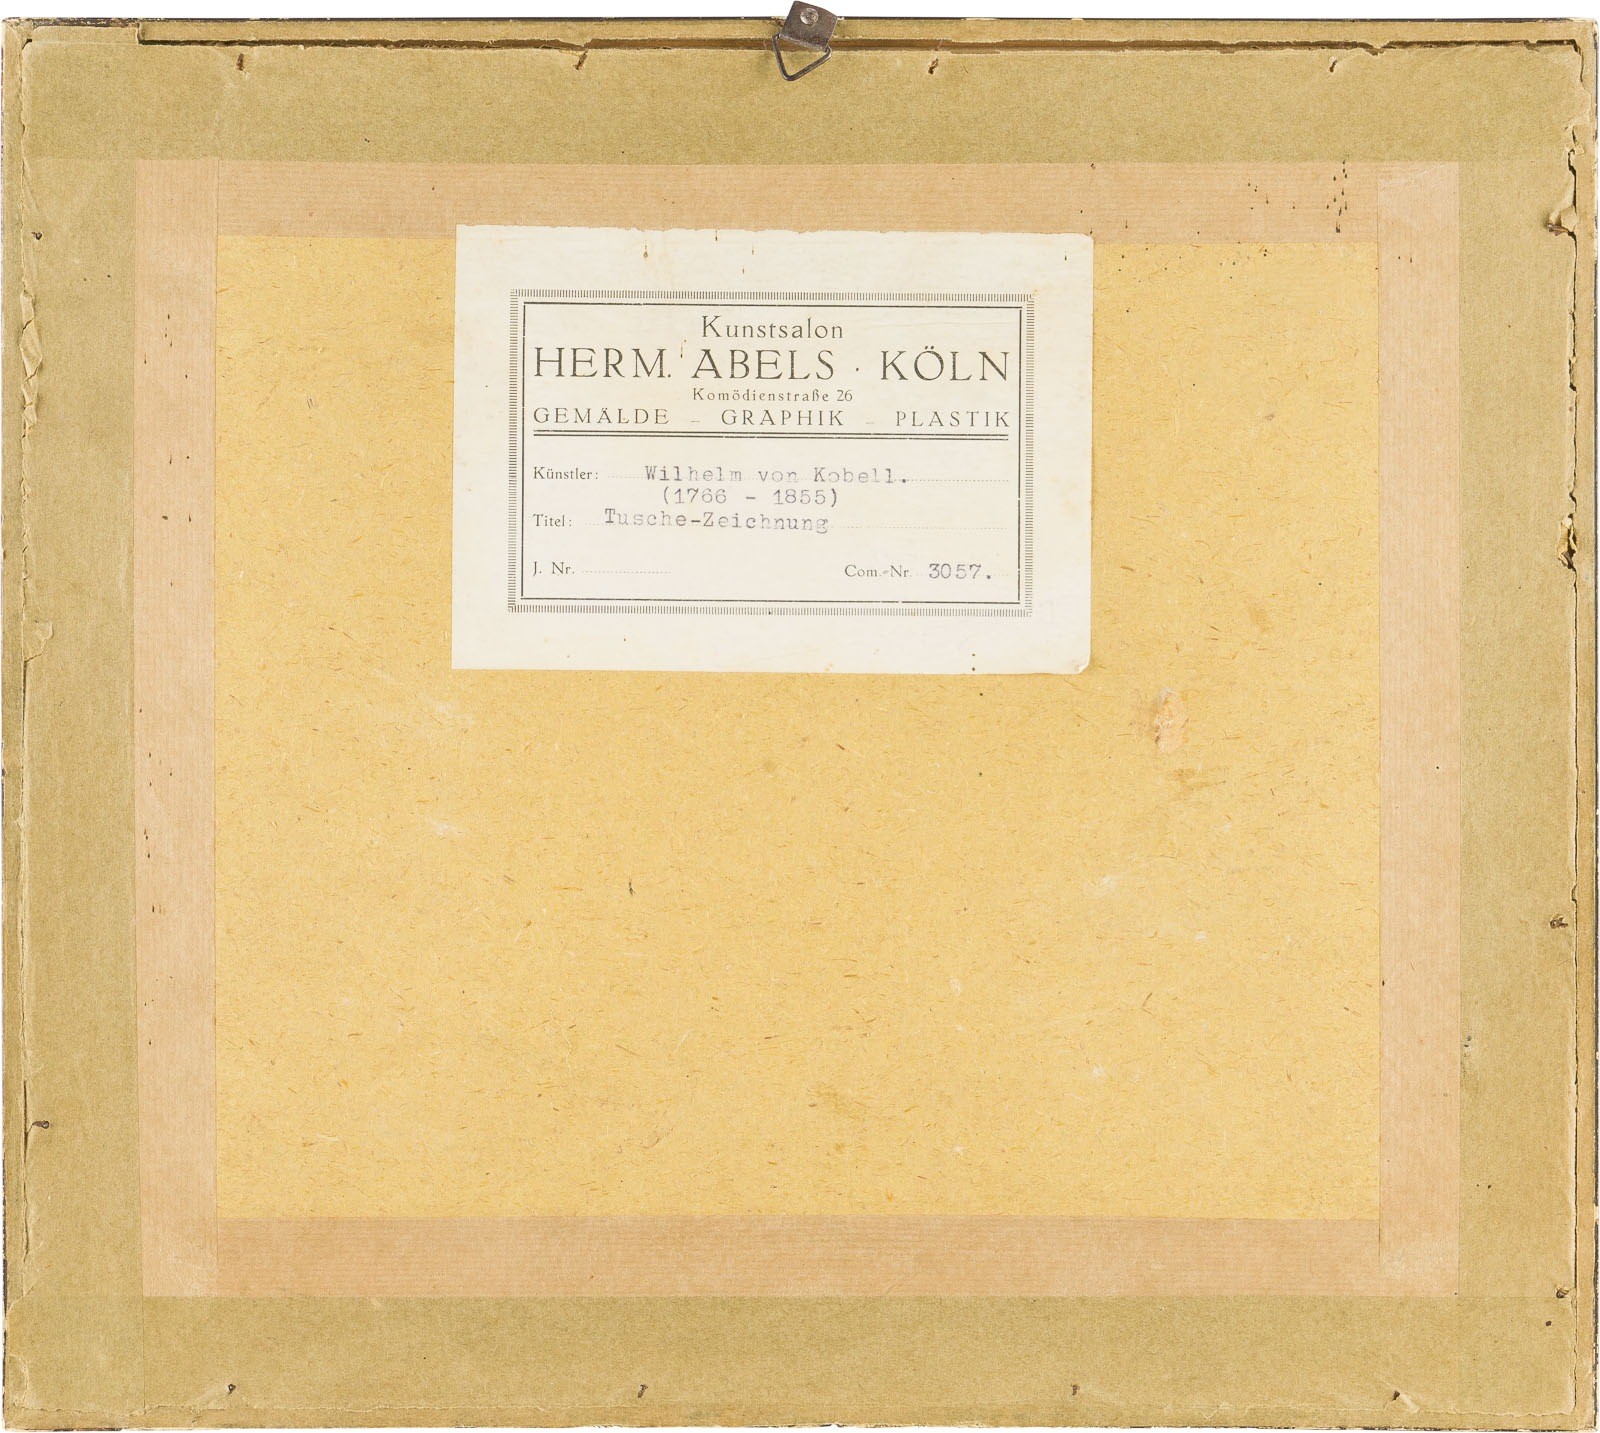 Kunstsalon
HERM. ABELS · KÖLN
Komödienstraße 26
GEMÄLDE – GRAPHIK – PLASTIK
Künstler: Wilhelm von Kobell.
(1766 - 1855)
Titel: Tusche-Zeichnung
J. Nr. Com.-Nr. 3057.